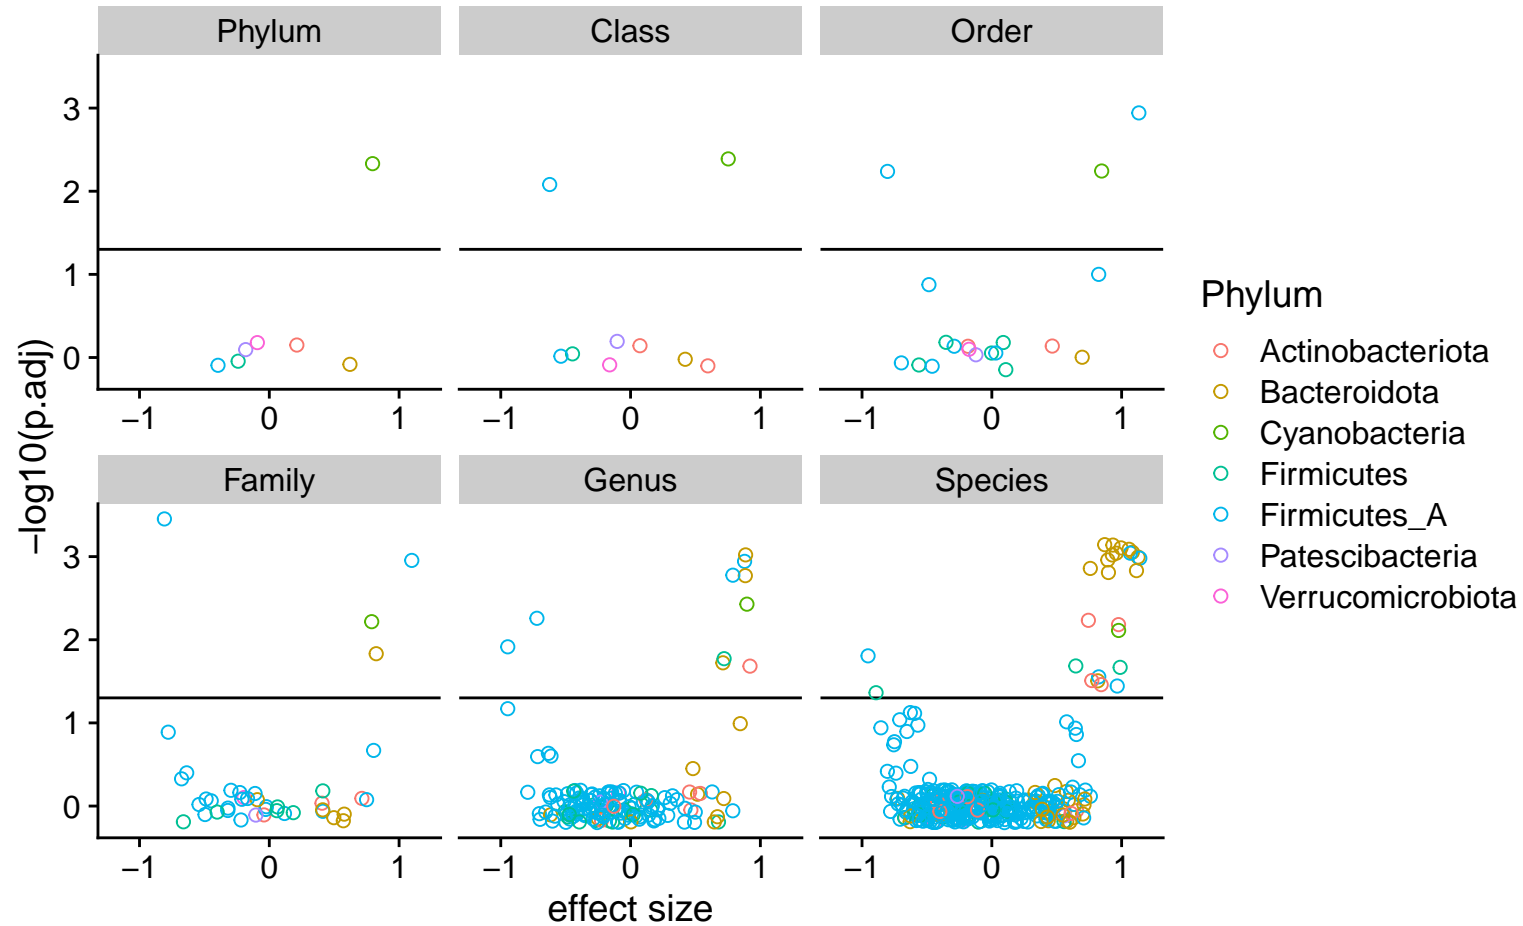 Phylum Class Order
3
2
1
0
−1 0 1 −1 0 1 −1 0 1
Family Genus Species
3
2
1
0
−1 0 1 −1 0 1 −1 0 1
effect size
−log10(p.adj)
Phylum
Actinobacteriota
Bacteroidota
Cyanobacteria
Firmicutes
Firmicutes_A
Patescibacteria
Verrucomicrobiota